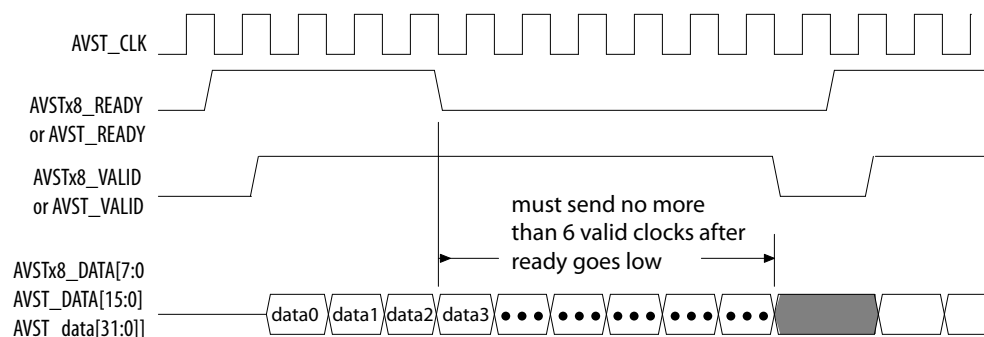 AVST_CLK
AVSTx8_READY
or AVST_READY
AVSTx8_VALID
or AVST_VALID
must send no more
than 6 valid clocks after
ready goes low
AVSTx8_DATA[7:0
AVST_DATA[15:0]
AVST_data[31:0]]
data0 data1 data2 data3 ••• ••• ••• ••• •••